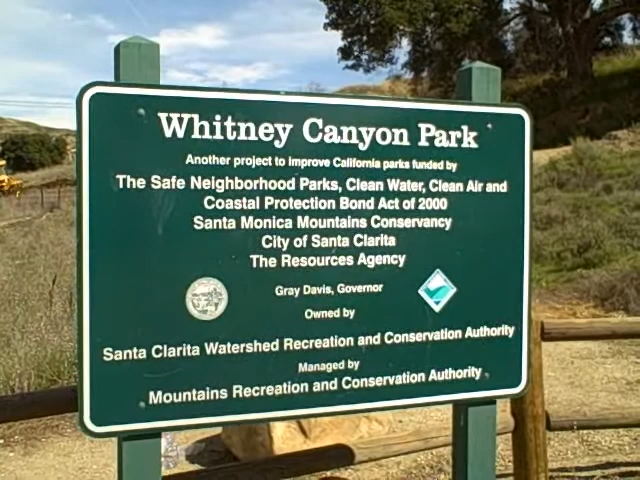 Whitney Canyon Park
Another project to improve California parks funded by
The Safe Neighborhood Parks, Clean Water, Clean Air and
Coastal Protection Bond Act of 2000
Santa Monica Mountains Conservancy
City of Santa Clarita
The Resources Agency
Gray Davis, Governor
Owned by
Santa Clarita Watershed Recreation and Conservation Authority
Managed by
Mountains Recreation and Conservation Authority